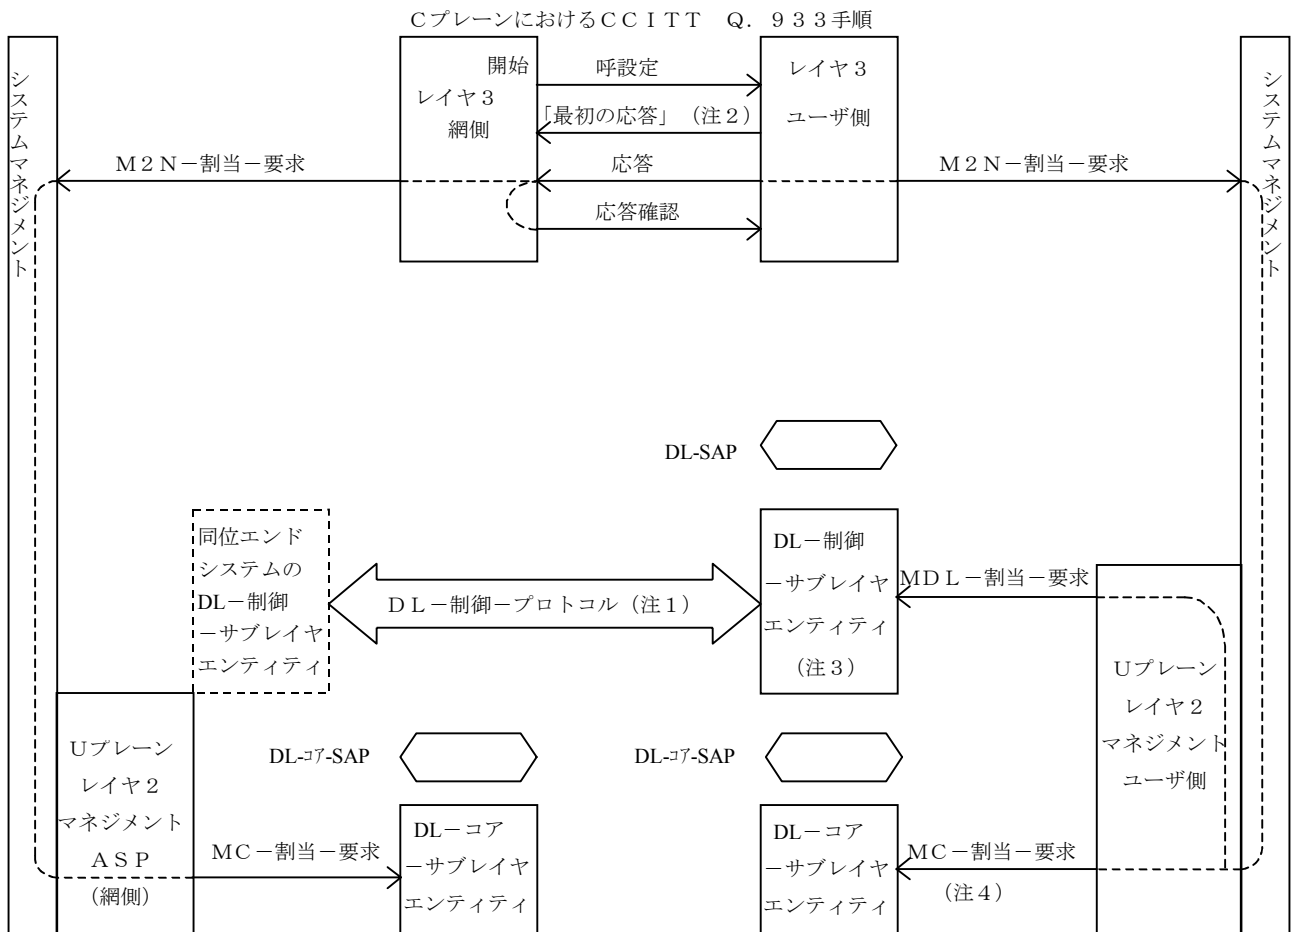 CプレーンにおけるCCITT Q.933手順
システムマネジメント
開始
レイヤ3
網側
呼設定
「最初の応答」(注2)
応答
応答確認
レイヤ3
ユーザ側
システムマネジメント
M2N-割当-要求
M2N-割当-要求
DL-SAP
同位エンド
システムの
DL-制御
-サブレイヤ
エンティティ
DL-制御-プロトコル(注1)
DL-制御
-サブレイヤ
エンティティ
(注3)
MDL-割当-要求
Uプレーン
レイヤ2
マネジメント
ユーザ側
DL-コア-SAP
DL-コア-SAP
Uプレーン
レイヤ2
マネジメント
ASP
(網側)
MC-割当-要求
DL-コア
-サブレイヤ
エンティティ
DL-コア
-サブレイヤ
エンティティ
MC-割当-要求
(注4)